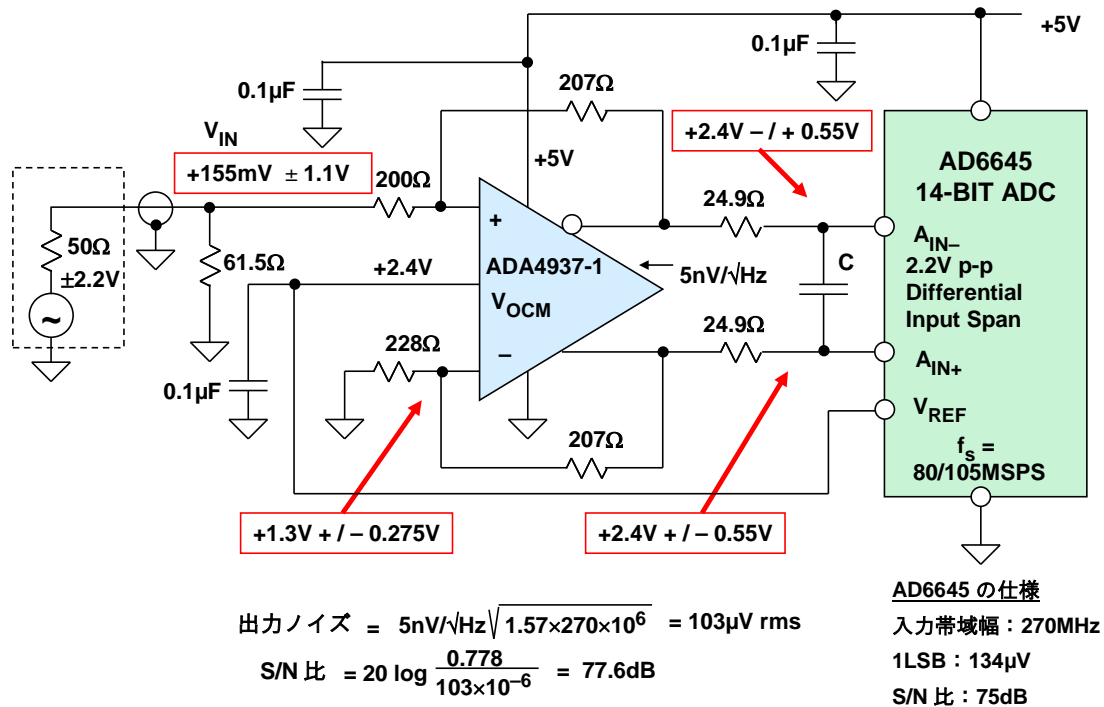 +5V
0.1µF
0.1µF
207Ω
V_IN
+155mV ± 1.1V
+5V
+2.4V – / + 0.55V
AD6645
14-BIT ADC
200Ω
24.9Ω
50Ω
±2.2V
~
61.5Ω
+2.4V
+
ADA4937-1
V_OCM
–
5nV/√Hz
C
A_IN–
2.2V p-p
Differential
Input Span
24.9Ω
A_IN+
228Ω
0.1µF
V_REF
207Ω
f_s =
80/105MSPS
+1.3V + / – 0.275V
+2.4V + / – 0.55V
出力ノイズ = 5nV/√Hz √1.57×270×10^6 = 103µV rms
S/N 比 = 20 log 0.778 / 103×10^–6 = 77.6dB
AD6645 の仕様
入力帯域幅：270MHz
1LSB：134µV
S/N 比：75dB